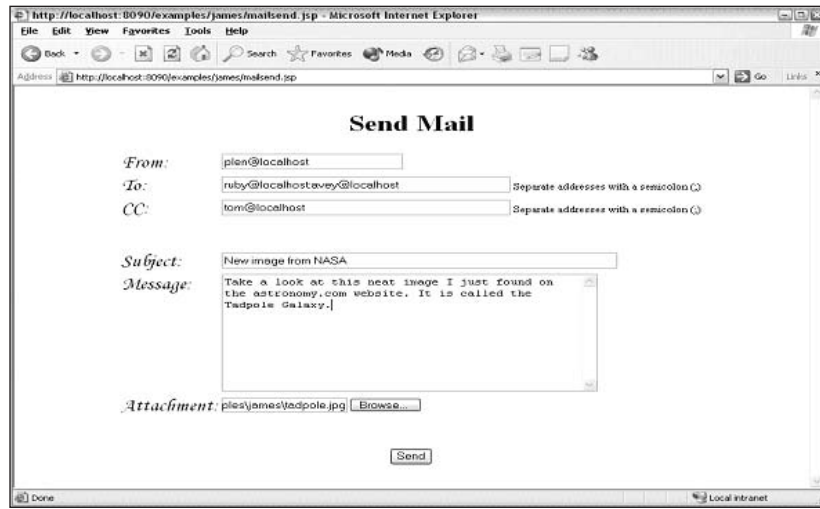 http://localhost:8090/examples/james/mailsend.jsp - Microsoft Internet Explorer
File Edit View Favorites Tools Help
Back Search Favorites Media
Address http://localhost:8090/examples/james/mailsend.jsp Go Links
Send Mail
From: plen@localhost
To: ruby@localhostavey@localhost Separate addresses with a semicolon (;)
CC: tom@localhost Separate addresses with a semicolon (;)
Subject: New image from NASA
Message: Take a look at this neat image I just found on
the astronomy.com website. It is called the
Tadpole Galaxy.
Attachment: ples\james\tadpole.jpg Browse...
Send
Done Local intranet